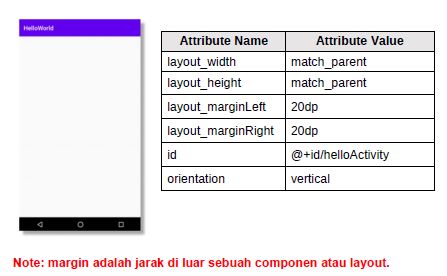 HelloWorld
Attribute Name Attribute Value
layout_width match_parent
layout_height match_parent
layout_marginLeft 20dp
layout_marginRight 20dp
id @+id/helloActivity
orientation vertical
Note: margin adalah jarak di luar sebuah componen atau layout.